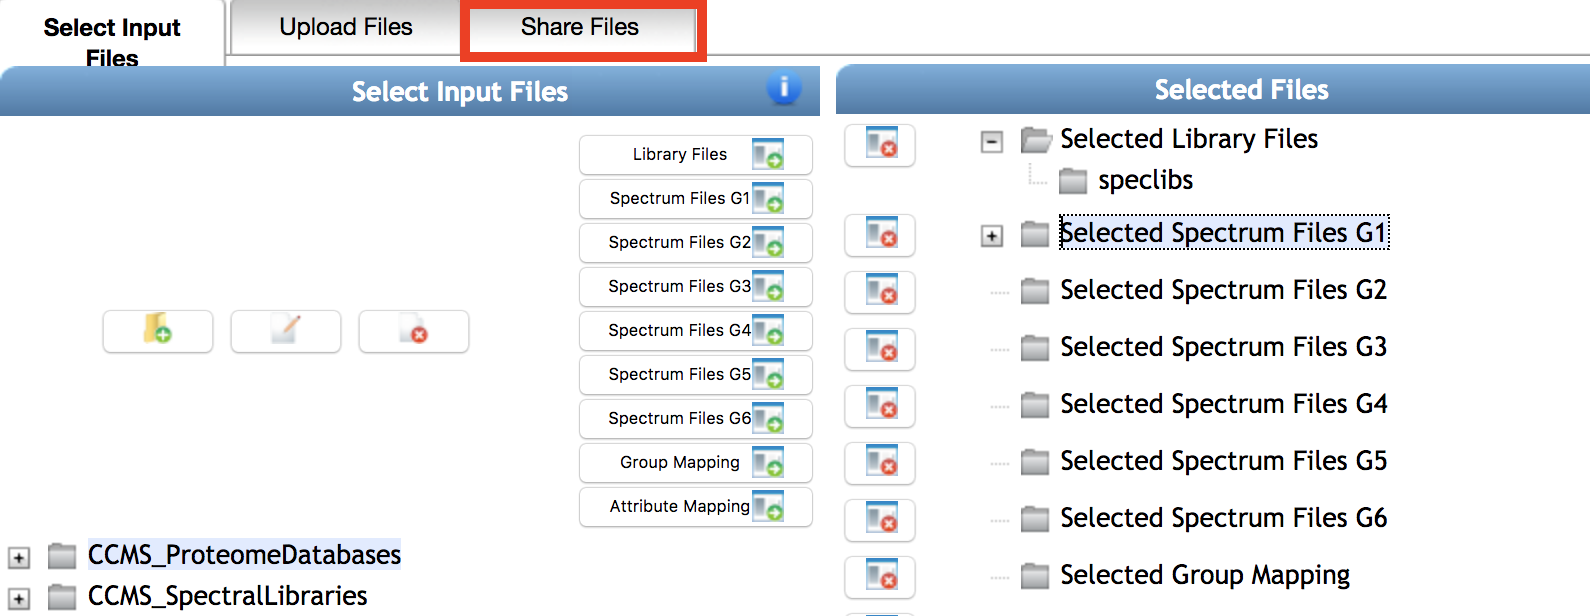 Select Input
Files
Upload Files
Share Files
Select Input Files
i
Library Files
Spectrum Files G1
Spectrum Files G2
Spectrum Files G3
Spectrum Files G4
Spectrum Files G5
Spectrum Files G6
Group Mapping
Attribute Mapping
CCMS_ProteomeDatabases
CCMS_SpectralLibraries
Selected Files
Selected Library Files
speclibs
Selected Spectrum Files G1
Selected Spectrum Files G2
Selected Spectrum Files G3
Selected Spectrum Files G4
Selected Spectrum Files G5
Selected Spectrum Files G6
Selected Group Mapping